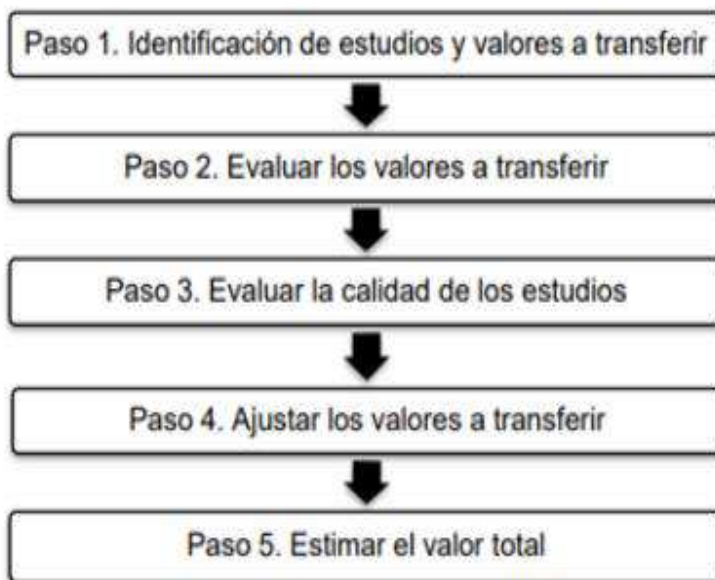 Paso 1. Identificación de estudios y valores a transferir
Paso 2. Evaluar los valores a transferir
Paso 3. Evaluar la calidad de los estudios
Paso 4. Ajustar los valores a transferir
Paso 5. Estimar el valor total